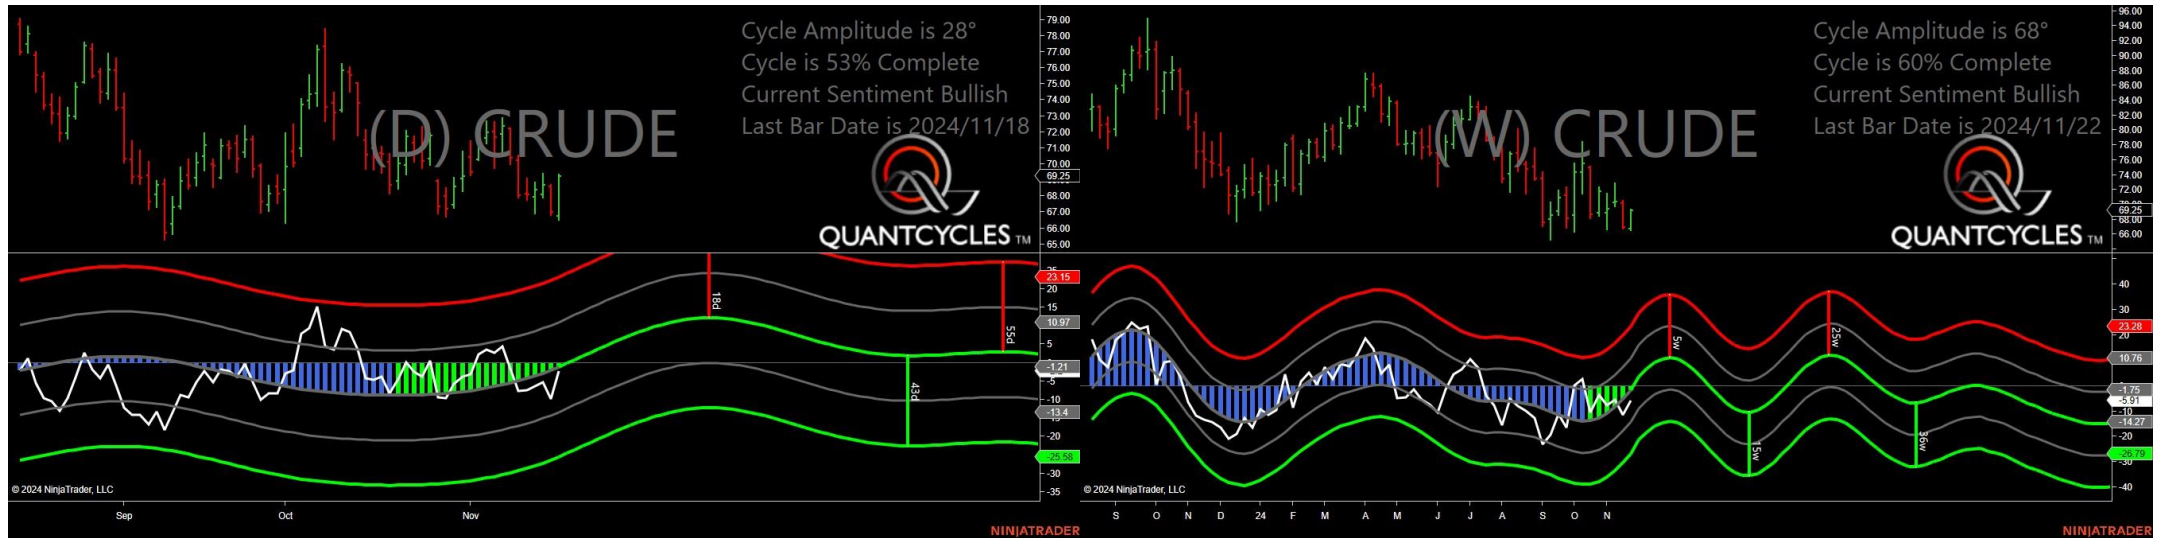 Cycle Amplitude is 28°
Cycle is 53% Complete
Current Sentiment Bullish
Last Bar Date is 2024/11/18
(D) CRUDE
QUANTCYCLES TM
79.00
78.00
77.00
76.00
75.00
74.00
73.00
72.00
71.00
70.00
69.25
68.00
67.00
66.00
65.00
23.15
20
15
10.97
5
-1.21
-5
-10
-13.4
-20
-25.58
-30
-35
18d
43d
55d
© 2024 NinjaTrader, LLC
Sep Oct Nov
NINJATRADER
Cycle Amplitude is 68°
Cycle is 60% Complete
Current Sentiment Bullish
Last Bar Date is 2024/11/22
(W) CRUDE
QUANTCYCLES TM
96.00
94.00
92.00
90.00
88.00
86.00
84.00
82.00
80.00
78.00
76.00
74.00
72.00
69.25
68.00
66.00
40
30
23.28
20
10.76
-1.75
-5.91
-10
-14.27
-20
-26.79
-30
-40
5w
15w
25w
36w
© 2024 NinjaTrader, LLC
S O N D 24 F M A M J J A S O N
NINJATRADER